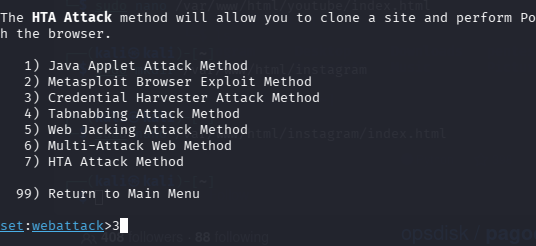 The HTA Attack method will allow you to clone a site and perform Po
h the browser.
1) Java Applet Attack Method
2) Metasploit Browser Exploit Method
3) Credential Harvester Attack Method
4) Tabnabbing Attack Method
5) Web Jacking Attack Method
6) Multi-Attack Web Method
7) HTA Attack Method
99) Return to Main Menu
set:webattack>3